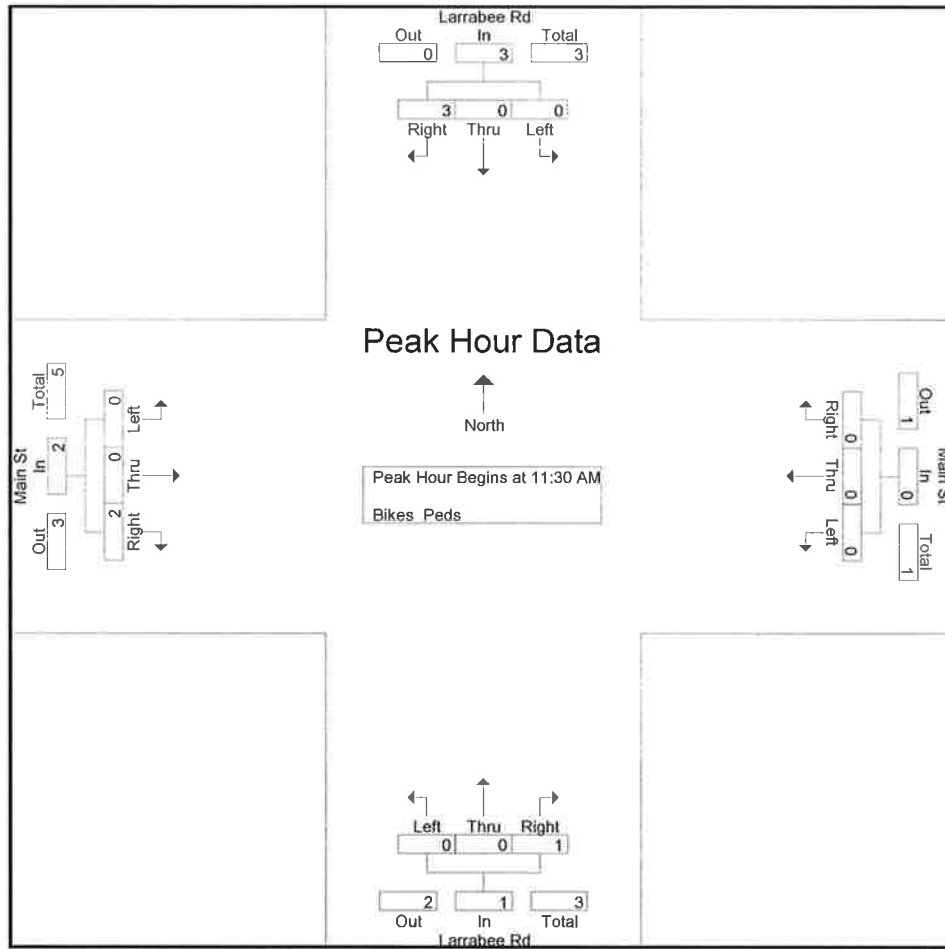 Larrabee Rd
Out In Total
0 3 3
3 0 0
Right Thru Left
Peak Hour Data
North
Peak Hour Begins at 11:30 AM
Bikes Peds
Main St
Out In Total
3 2 5
2 0 0
Right Thru Left
Main St
Out In Total
1 0 1
0 0 0
Right Thru Left
Left Thru Right
0 0 1
2 1 3
Out In Total
Larrabee Rd